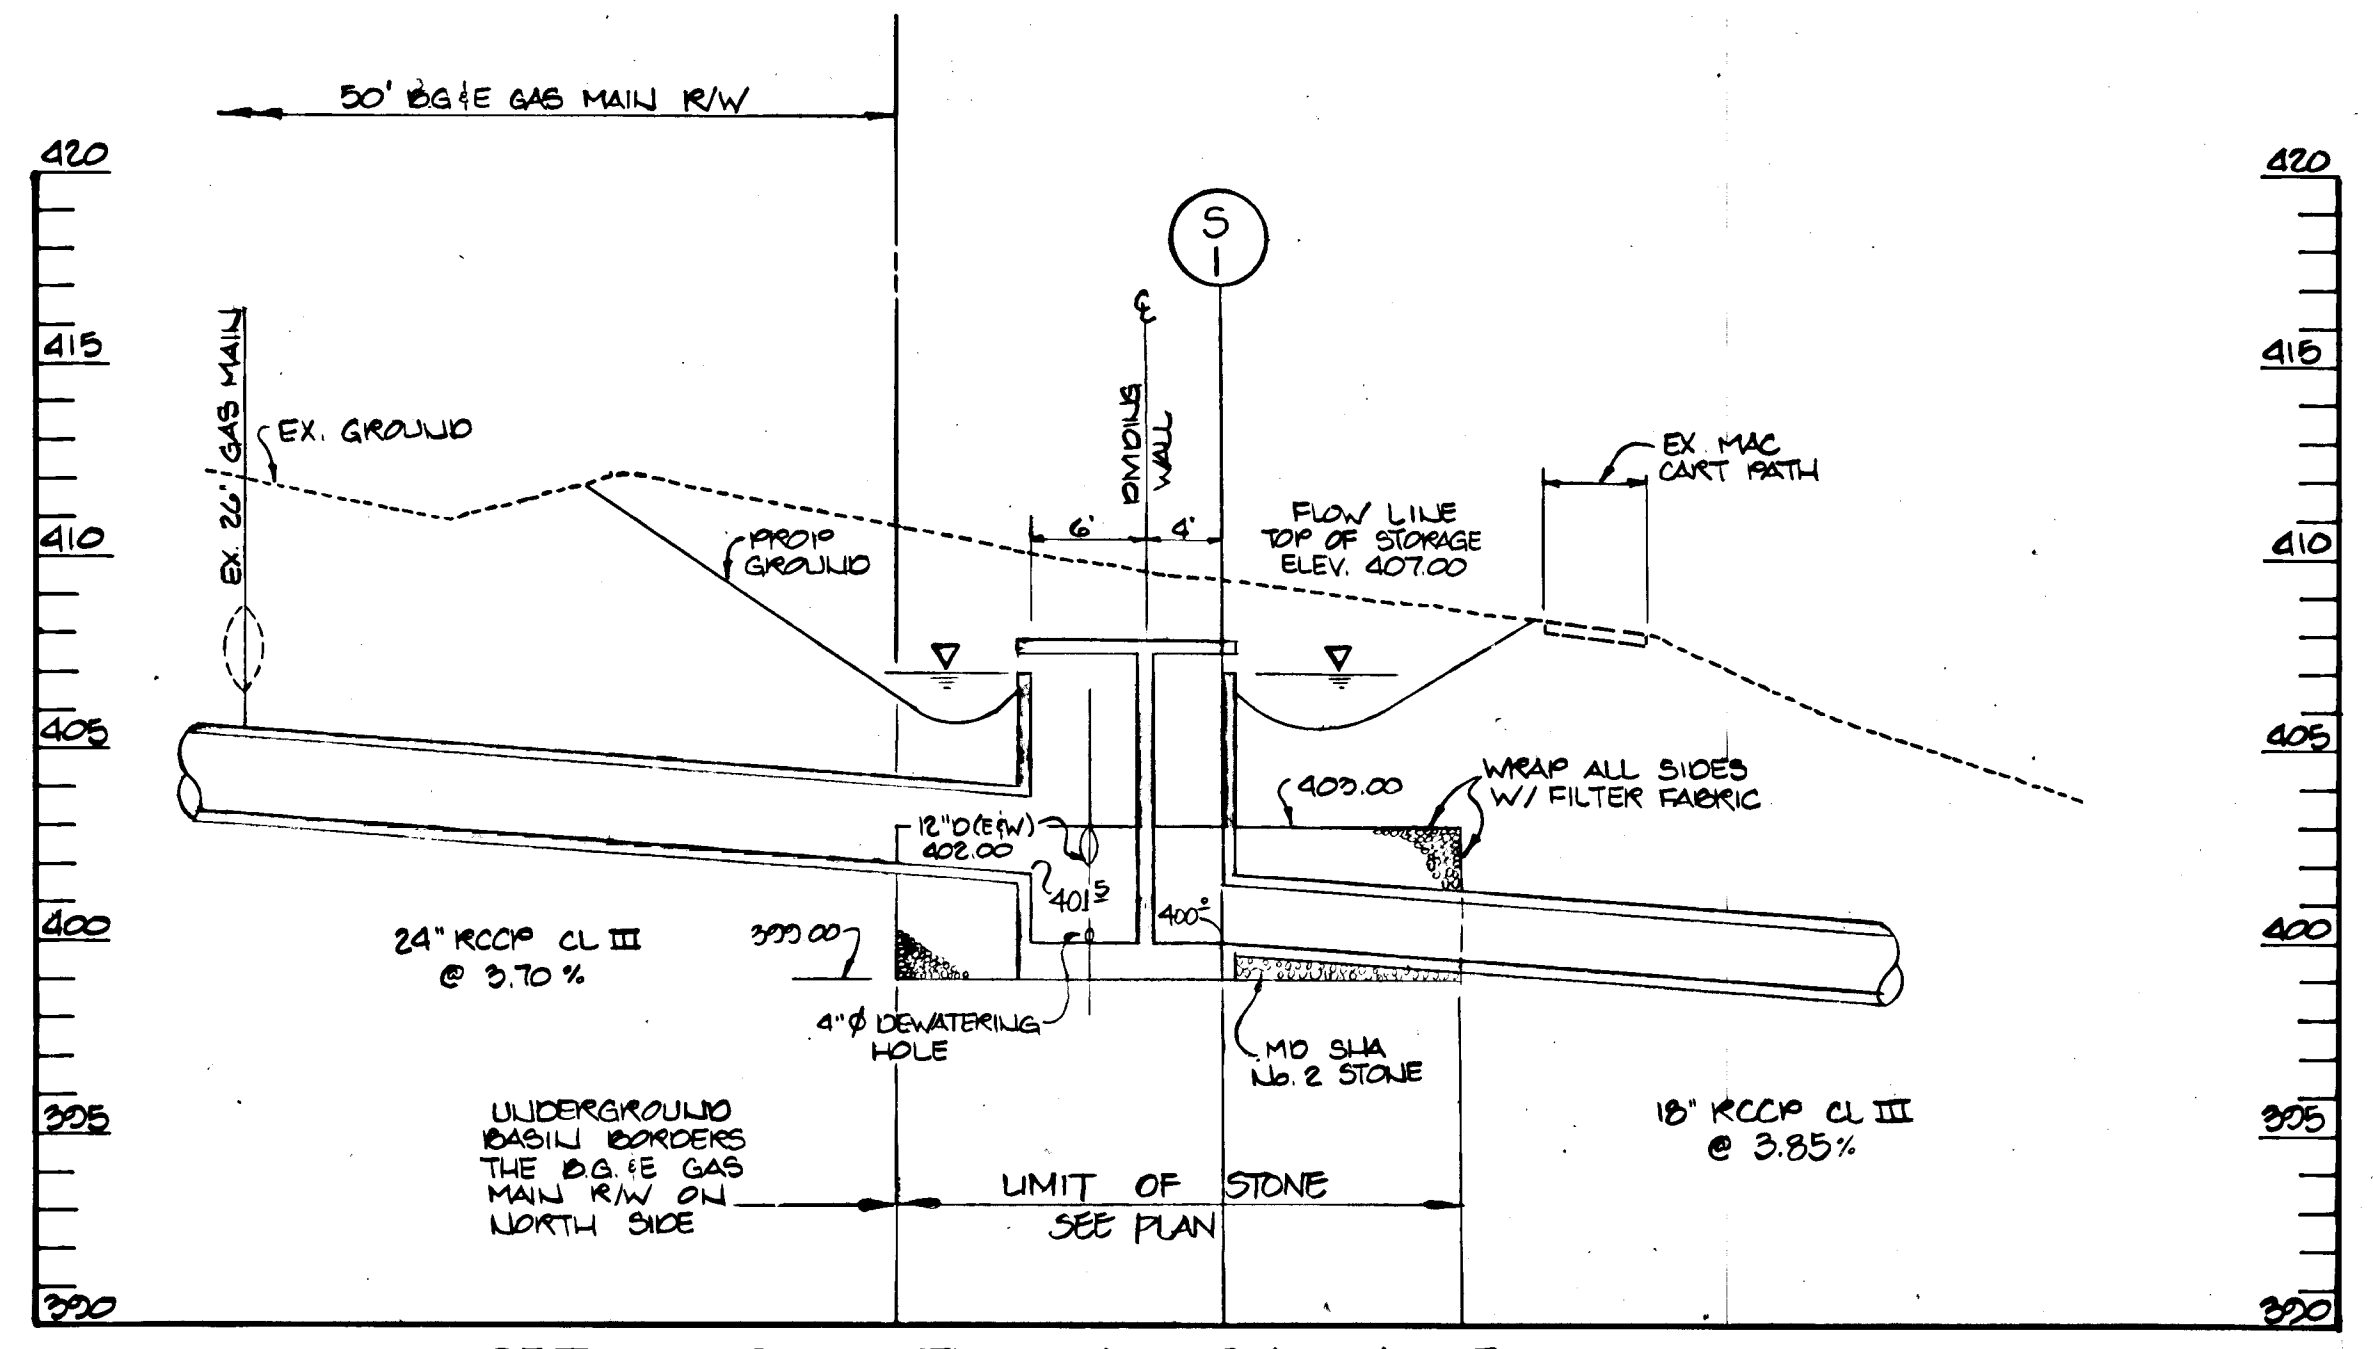 50' B.G.&E GAS MAIN R/W
420
420
S
1
℄
EX. 26" GAS MAIN
415
415
DIVIDING
WALL
EX. GROUND
EX. MAC
CART PATH
FLOW LINE
TOP OF STORAGE
ELEV. 407.00
6'
4'
410
410
PROP
GROUND
405
405
403.00
WRAP ALL SIDES
W/ FILTER FABRIC
12"D(E&W)
402.00
401.5
400.0
400
400
24" RCCP CL III
@ 3.70%
399.00
4"Ø DEWATERING
HOLE
MD SHA
No. 2 STONE
UNDERGROUND
BASIN BORDERS
THE B.G.&E GAS
MAIN R/W ON
NORTH SIDE
395
395
18" RCCP CL III
@ 3.85%
LIMIT OF STONE
SEE PLAN
390
390